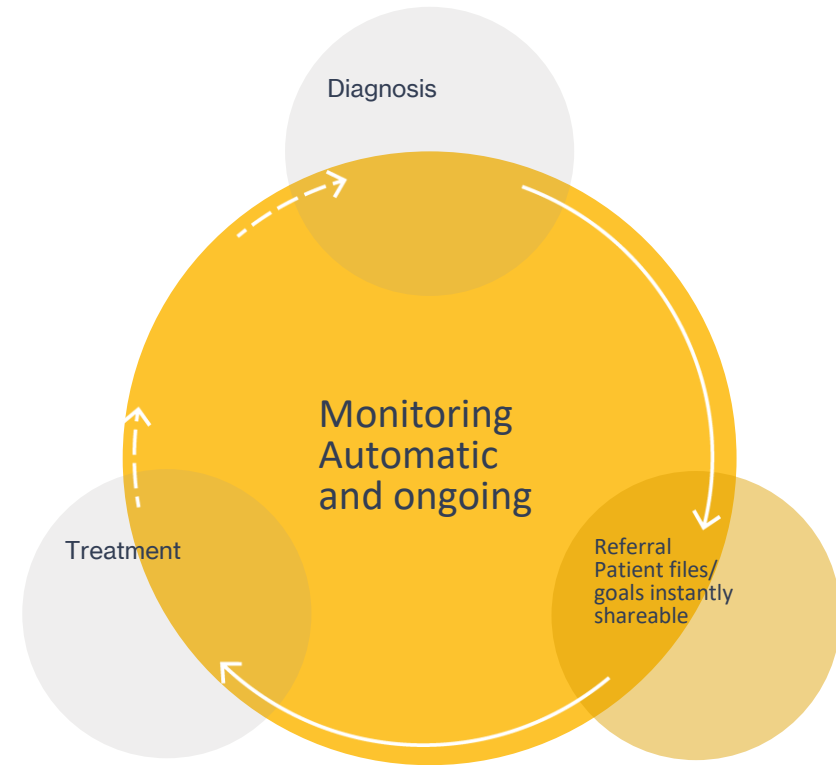 Diagnosis
Monitoring
Automatic
and ongoing
Treatment
Referral
Patient files/
goals instantly
shareable